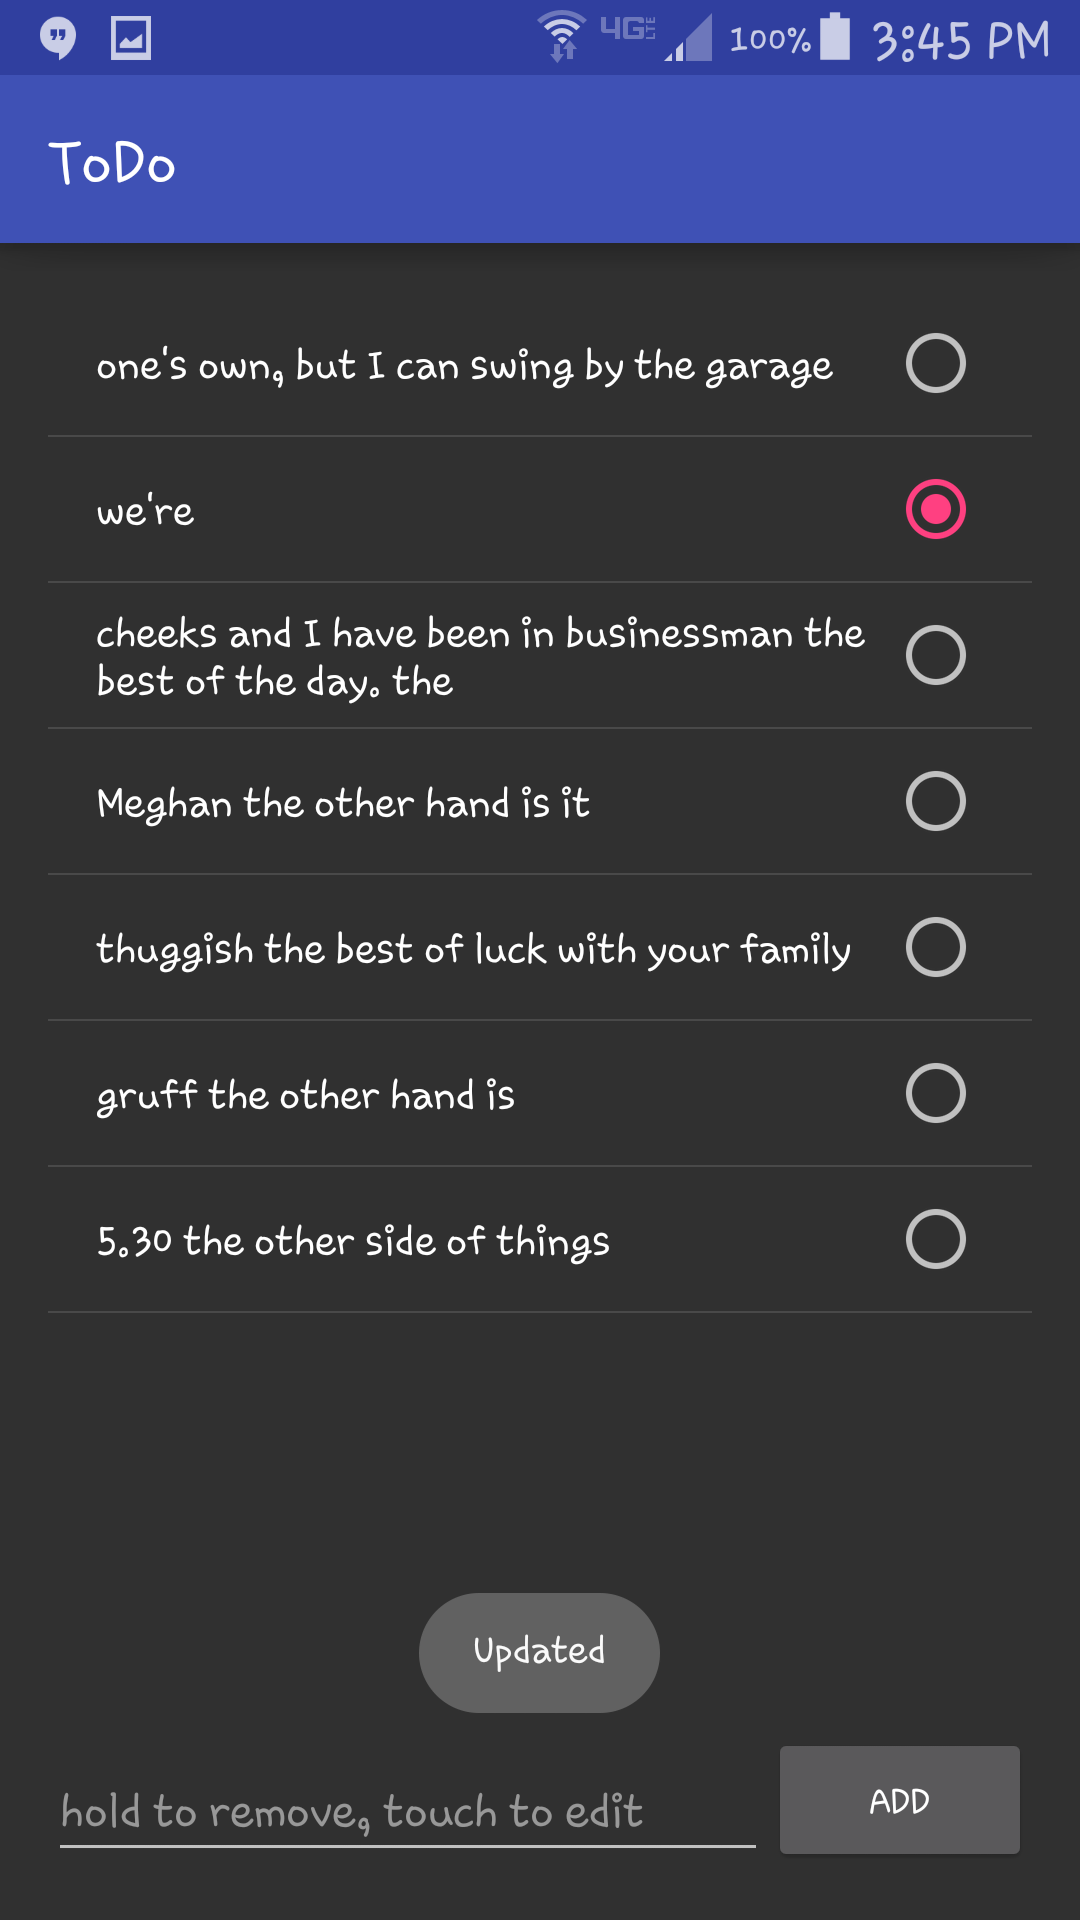 4G LTE 100% 3:45 PM
ToDo
one's own, but I can swing by the garage
we're
cheeks and I have been in businessman the
best of the day. the
Meghan the other hand is it
thuggish the best of luck with your family
gruff the other hand is
5.30 the other side of things
Updated
hold to remove, touch to edit
ADD